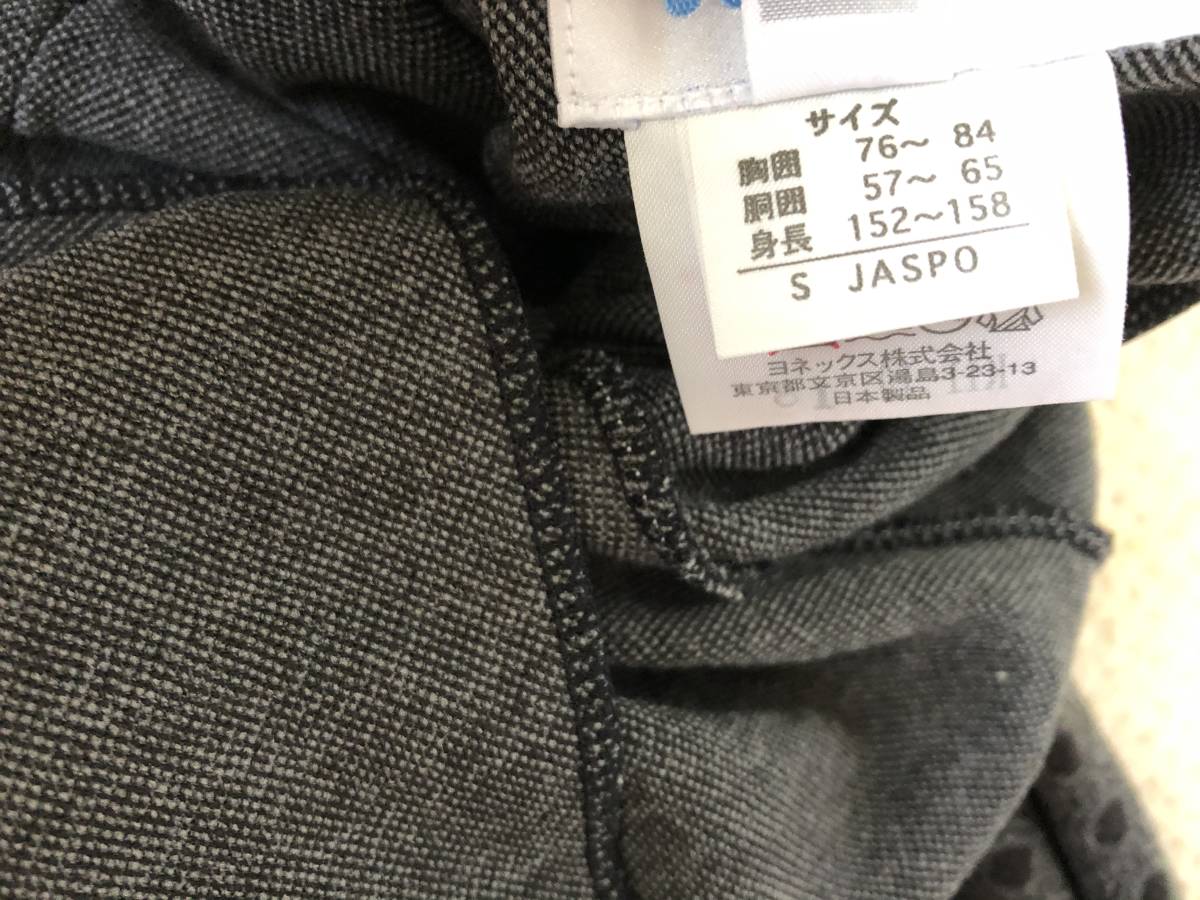 サイズ
胸囲 76～ 84
胴囲 57～ 65
身長 152～158
S JASPO
ヨネックス株式会社
東京都文京区湯島3-23-13
日本製品